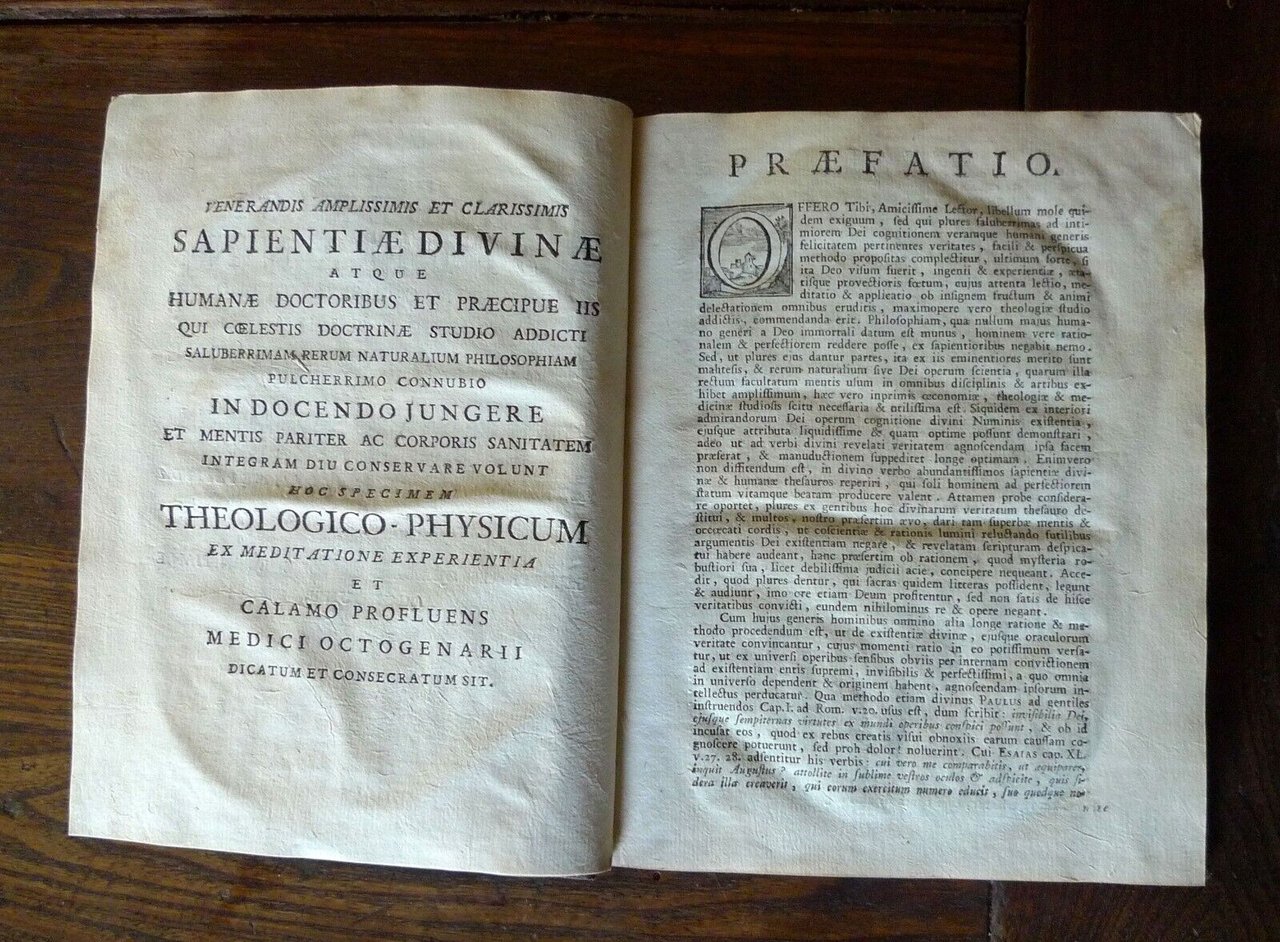 VENERANDIS AMPLISSIMIS ET CLARISSIMIS
SAPIENTIÆ DIVINÆ
ATQUE
HUMANÆ DOCTORIBUS ET PRÆCIPUE IIS
QUI CŒLESTIS DOCTRINÆ STUDIO ADDICTI
SALUBERRIMAM RERUM NATURALIUM PHILOSOPHIAM
PULCHERRIMO CONNUBIO
IN DOCENDO JUNGERE
ET MENTIS PARITER AC CORPORIS SANITATEM
INTEGRAM DIU CONSERVARE VOLUNT
HOC SPECIMEM
THEOLOGICO-PHYSICUM
EX MEDITATIONE EXPERIENTIA
ET
CALAMO PROFLUENS
MEDICI OCTOGENARII
DICATUM ET CONSECRATUM SIT.
PRÆFATIO.
OFFERO Tibi, Amiciſſime Lector, libellum mole qui-
dem exiguum, ſed qui plures ſaluberrimas ad inti-
miorem Dei cognitionem veramque humani generis
felicitatem pertinentes veritates, facili & perſpicua
methodo propoſitas complectitur, ultimum forte, ſi
ita Deo viſum fuerit, ingenii & experientiæ, æta-
tiſque provectioris fœtum, cujus attenta lectio, me-
ditatio & applicatio ob inſignem fructum & animi
delectationem omnibus eruditis, maximopere vero theologiæ ſtudio
addictis, commendanda erit. Philoſophiam, qua nullum majus huma-
no generi a Deo immortali datum eſt munus, hominem vere ratio-
nalem & perfectiorem reddere poſſe, ex ſapientioribus negabit nemo.
Sed, ut plures ejus dantur partes, ita ex iis eminentiores merito ſunt
matheſis, & rerum naturalium ſive Dei operum ſcientia, quarum illa
rectum facultatum mentis uſum in omnibus diſciplinis & artibus ex-
hibet ampliſſimum, hæc vero inprimis œconomiæ, theologiæ & me-
dicinæ ſtudioſis ſcitu neceſſaria & utiliſſima eſt. Siquidem ex interiori
admirandorum Dei operum cognitione divini Numinis exiſtentia,
ejuſque attributa liquidiſſime & quam optime poſſunt demonſtrari,
adeo ut ad verbi divini revelati veritatem agnoſcendam ipſa facem
præferat, & manuductionem ſuppeditet longe optimam. Enimvero
non diffitendum eſt, in divino verbo abundantiſſimos ſapientiæ divi-
næ & humanæ theſauros reperiri, qui ſoli hominem ad perfectiorem
ſtatum vitamque beatam producere valent. Attamen probe conſidera-
re oportet, plures ex gentibus hoc divinarum veritatum theſauro de-
ſtitui, & multos, noſtro præſertim ævo, dari tam ſuperbæ mentis &
occœcati cordis, ut coſcientiæ & rationis lumini reluctando futilibus
argumentis Dei exiſtentiam negare, & revelatam ſcripturam deſpica-
tui habere audeant, hanc præſertim ob rationem, quod myſteria ro-
buſtiori ſua, licet debiliſſima judicii acie, concipere nequeant. Acce-
dit, quod plures dentur, qui ſacras quidem litteras poſſident, legunt
& audiunt, imo ore etiam Deum profitentur, ſed non ſatis de hiſce
veritatibus convicti, eundem nihilominus re & opere negant.
Cum hujus generis hominibus omnino alia longe ratione & me-
thodo procedendum eſt, ut de exiſtentiæ divinæ, ejuſque oraculorum
veritate convincantur, cujus momenti ratio in eo potiſſimum verſa-
tur, ut ex univerſi operibus ſenſibus obviis per internam convictionem
ad exiſtentiam entis ſupremi, inviſibilis & perfectiſſimi, a quo omnia
in univerſo dependent & originem habent, agnoſcendam ipſorum in-
tellectus perducatur. Qua methodo etiam divinus PAULUS ad gentiles
inſtruendos Cap. I. ad Rom. v. 20. uſus eſt, dum ſcribit: inviſibilia Dei,
ejuſque ſempiternas virtutes ex mundi operibus conſpici poſſunt, & ob id
incuſat eos, quod ex rebus creatis viſui obnoxiis earum cauſſam co-
gnoſcere potuerunt, ſed proh dolor! noluerint. Cui ESAIAS cap. XL.
v. 27. 28. adſentitur his verbis: cui vero me comparabitis, ut æquiparer,
inquit Auguſtus? attollite in ſublime veſtros oculos & adſpicite, quis ſi-
dera illa creaverit, qui eorum exercitum numero educit, ſuo quodque no-